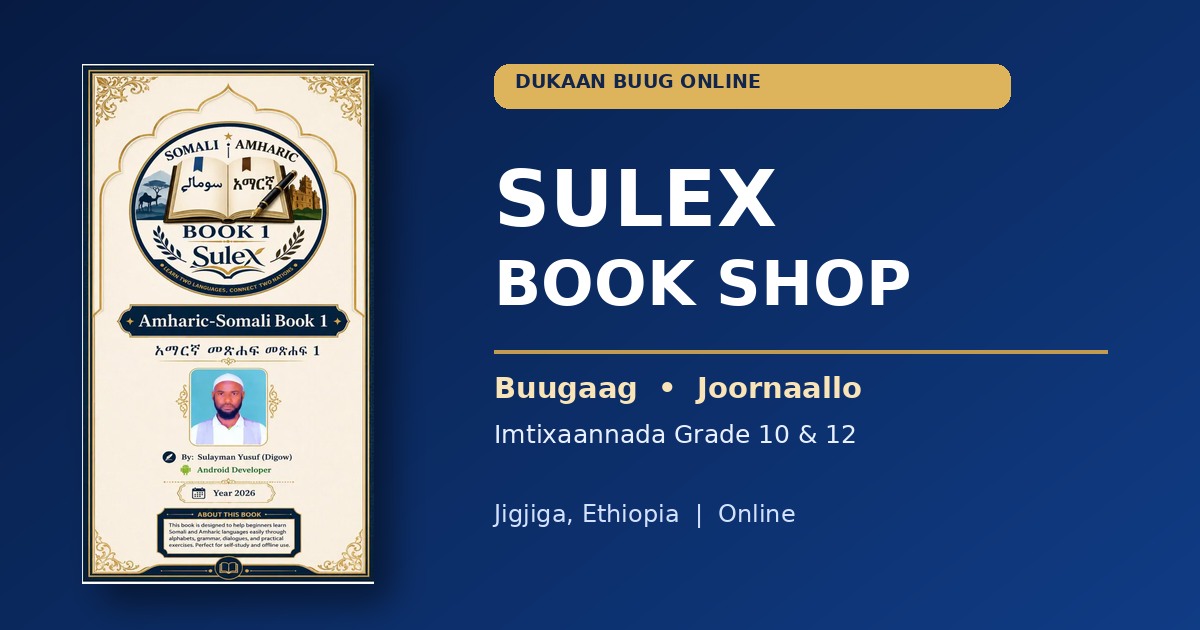 SOMALI
AMHARIC
سومالي
አማርኛ
BOOK 1
Sulex
LEARN TWO LANGUAGES, CONNECT TWO NATIONS
Amharic-Somali Book 1
አማርኛ መጽሐፍ መጽሐፍ 1
By: Sulayman Yusuf (Digow)
Android Developer
Year 2026
ABOUT THIS BOOK
This book is designed to help beginners learn
Somali and Amharic languages easily through
alphabets, grammar, dialogues, and practical
exercises. Perfect for self-study and offline use.
DUKAAN BUUG ONLINE
SULEX
BOOK SHOP
Buugaag • Joornaallo
Imtixaannada Grade 10 & 12
Jigjiga, Ethiopia | Online